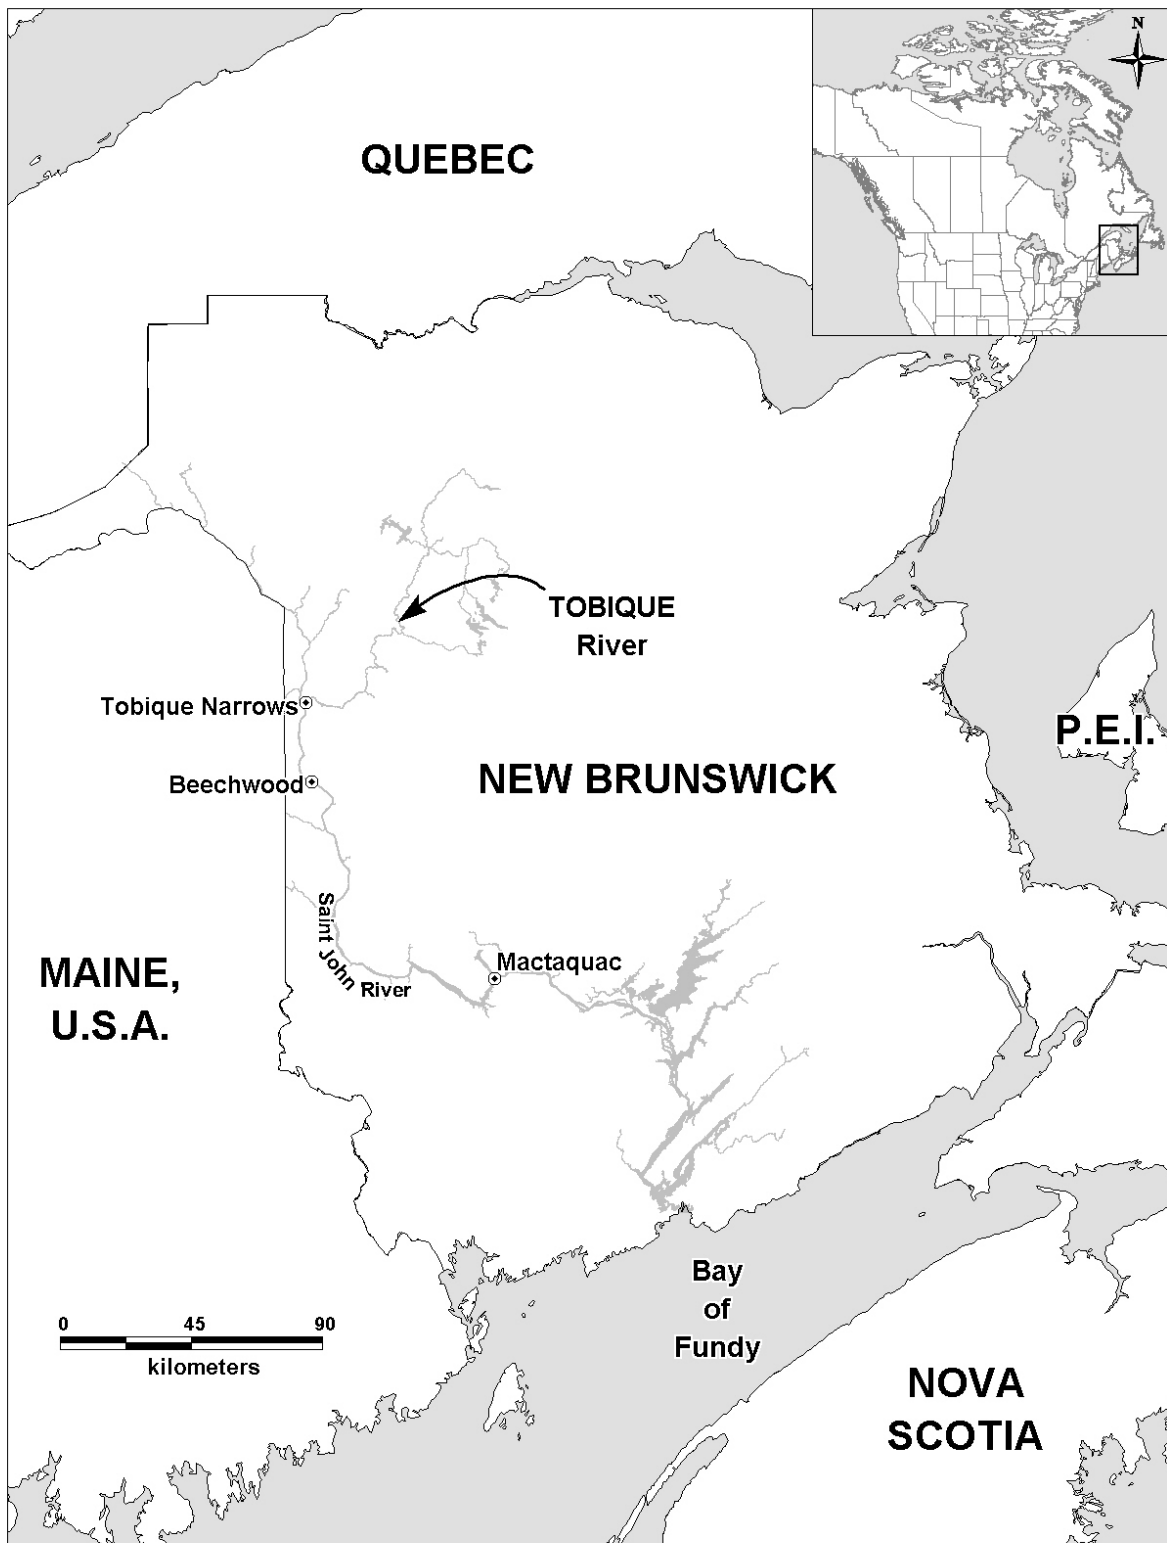 N
QUEBEC
TOBIQUE
River
Tobique Narrows
P.E.I.
Beechwood
NEW BRUNSWICK
Saint John
River
Mactaquac
MAINE,
U.S.A.
Bay
of
Fundy
0 45 90
kilometers
NOVA
SCOTIA